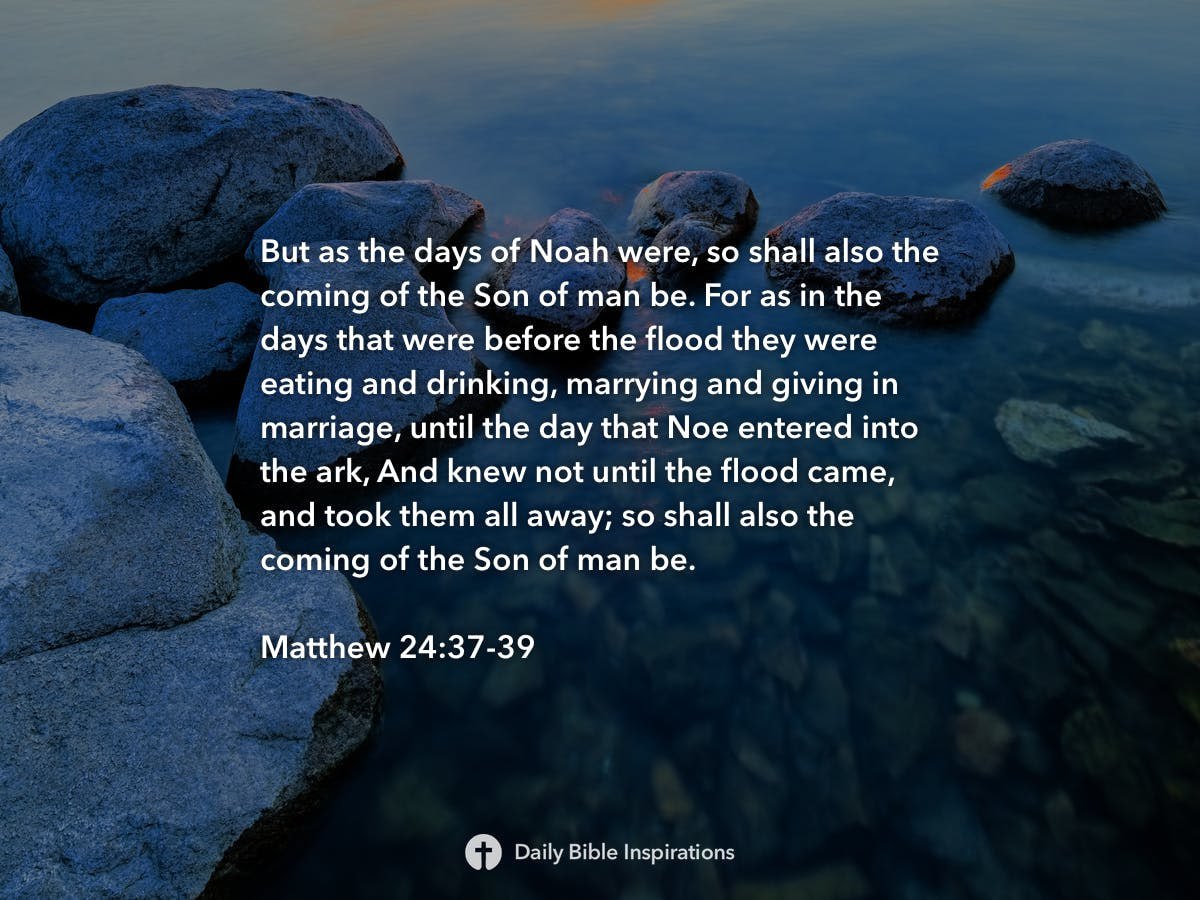 But as the days of Noah were, so shall also the
coming of the Son of man be. For as in the
days that were before the flood they were
eating and drinking, marrying and giving in
marriage, until the day that Noe entered into
the ark, And knew not until the flood came,
and took them all away; so shall also the
coming of the Son of man be.
Matthew 24:37-39
Daily Bible Inspirations